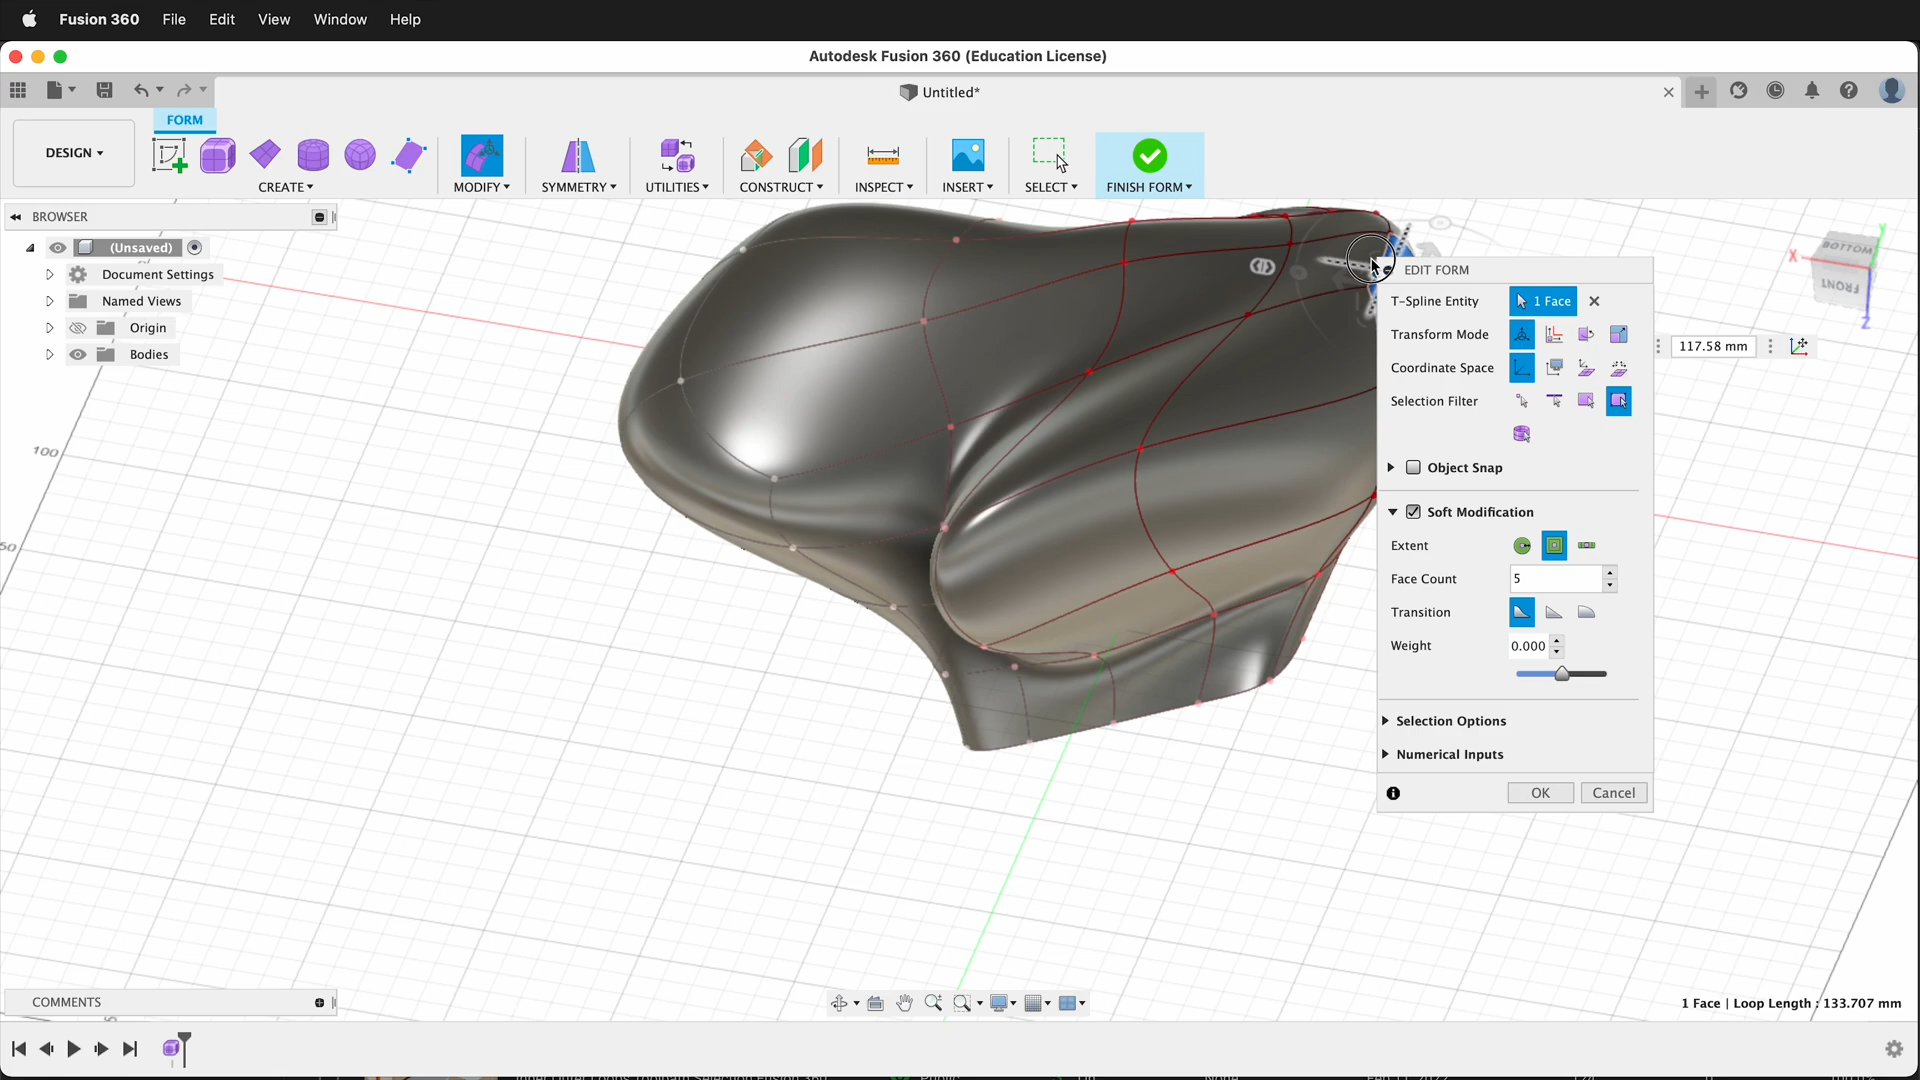 Fusion 360 File Edit View Window Help
Autodesk Fusion 360 (Education License)
Untitled*
FORM
DESIGN
CREATE
MODIFY
SYMMETRY
UTILITIES
CONSTRUCT
INSPECT
INSERT
SELECT
FINISH FORM
BROWSER
(Unsaved)
Document Settings
Named Views
Origin
Bodies
100
50
BOTTOM
FRONT
X
Y
Z
EDIT FORM
T-Spline Entity 1 Face
Transform Mode
117.58 mm
Coordinate Space
Selection Filter
Object Snap
Soft Modification
Extent
Face Count 5
Transition
Weight 0.000
Selection Options
Numerical Inputs
OK Cancel
COMMENTS
1 Face | Loop Length : 133.707 mm